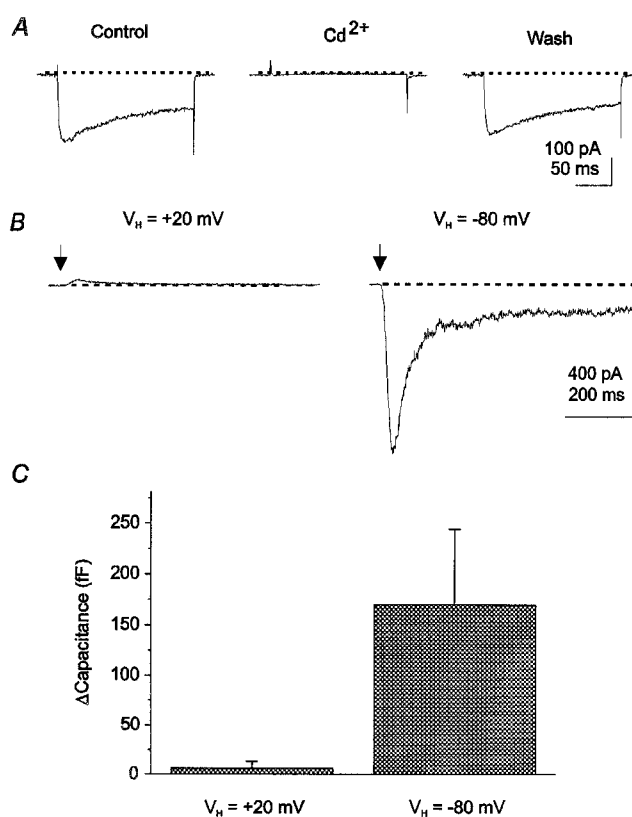 A
Control
Cd2+
Wash
100 pA
50 ms
B
VH = +20 mV
VH = -80 mV
400 pA
200 ms
C
ΔCapacitance (fF)
250
200
150
100
50
0
VH = +20 mV
VH = -80 mV